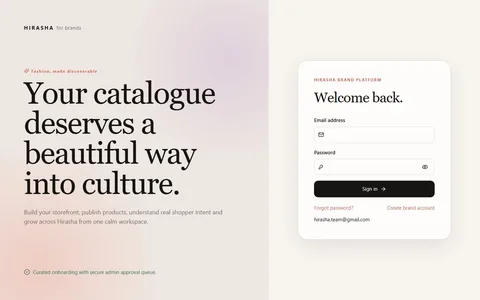 HIRASHA for brands
Fashion, made discoverable
Your catalogue
deserves a
beautiful way
into culture.
Build your storefront, publish products, understand real shopper intent and
grow across Hirasha from one calm workspace.
Curated onboarding with secure admin approval queue.
HIRASHA BRAND PLATFORM
Welcome back.
Email address
Password
Sign in →
Forgot password? Create brand account
hirasha.team@gmail.com